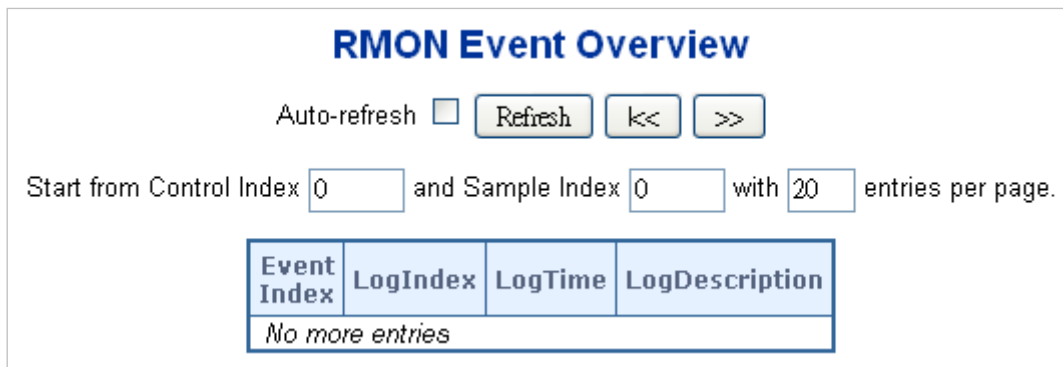 RMON Event Overview
Auto-refresh Refresh |<< >>
Start from Control Index 0 and Sample Index 0 with 20 entries per page.
Event Index LogIndex LogTime LogDescription
No more entries